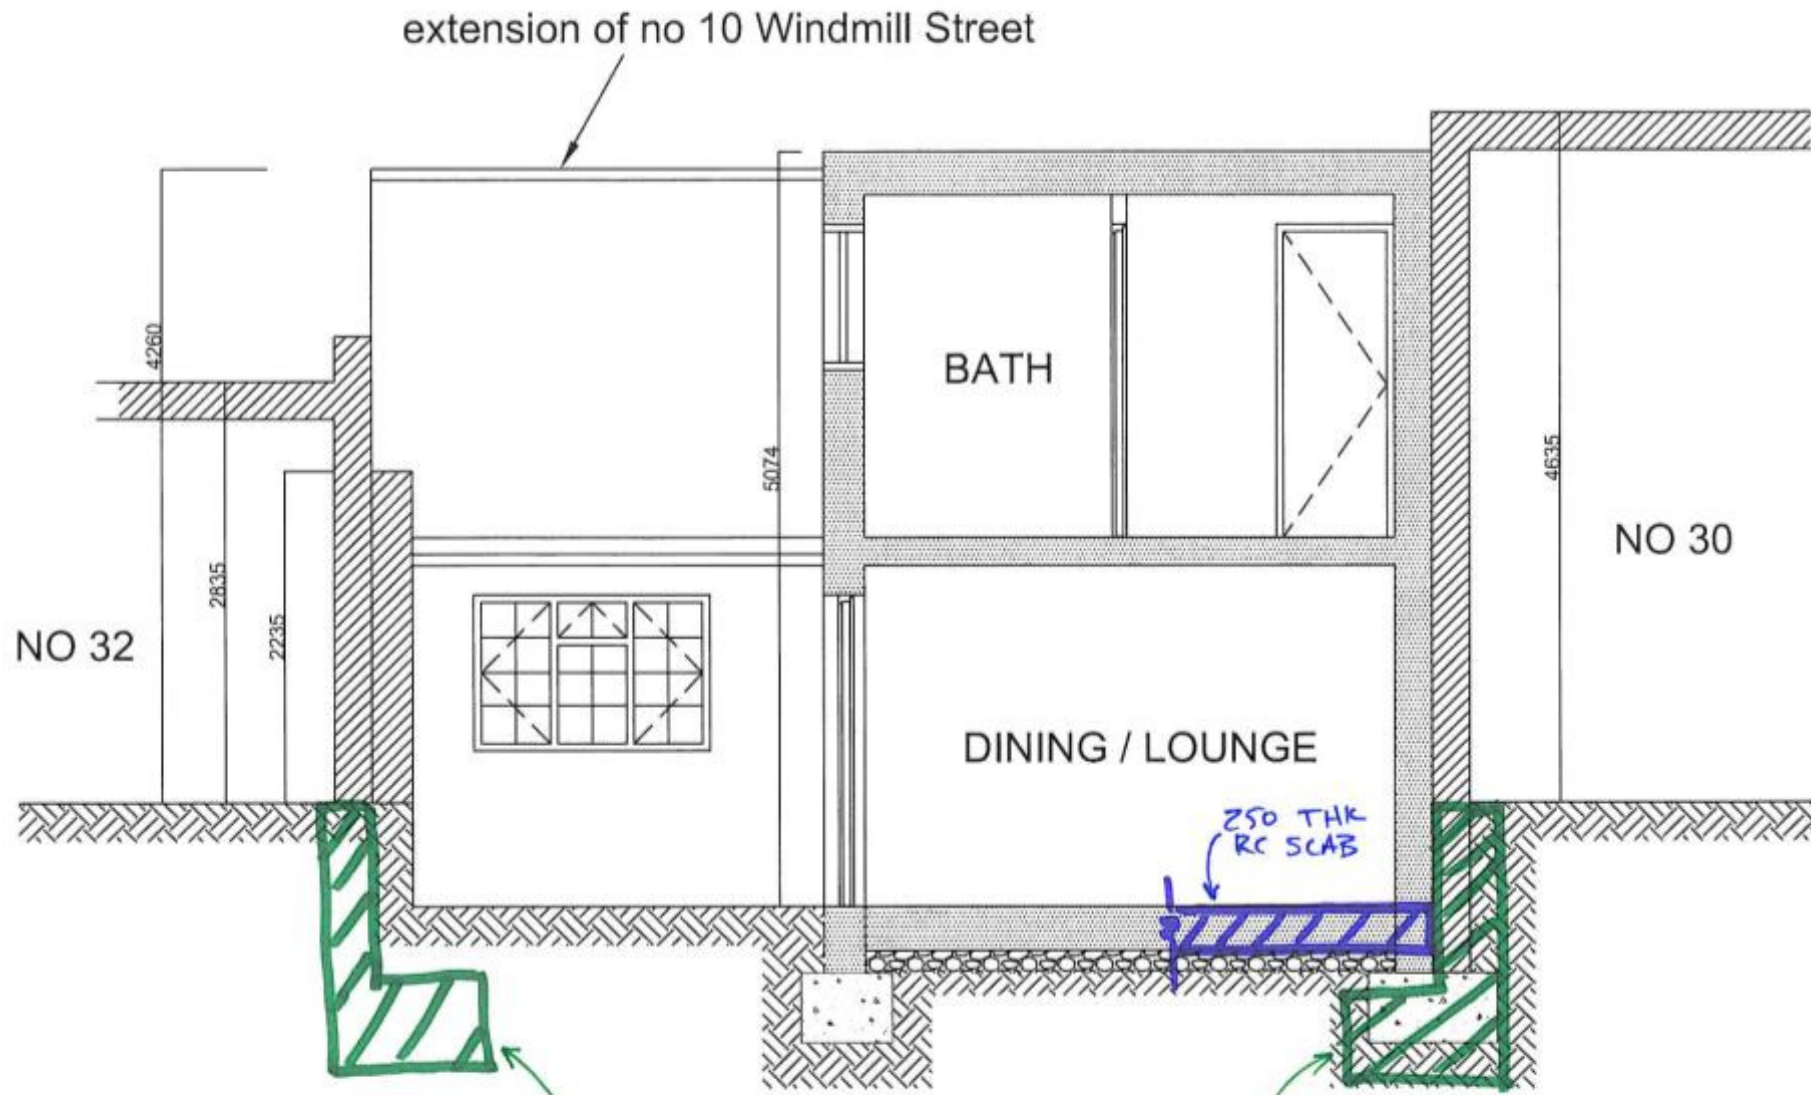 extension of no 10 Windmill Street
4260
2835
2235
5074
4635
BATH
NO 30
NO 32
DINING / LOUNGE
250 THK
RC SCAB